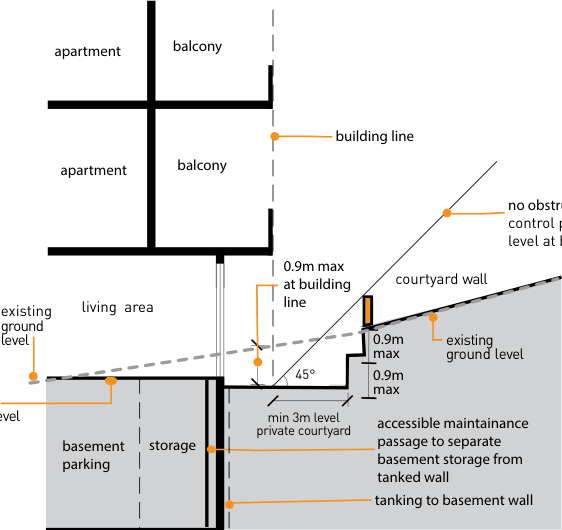 apartment
balcony
building line
apartment
balcony
no
control
level at
0.9m max
at building
line
courtyard wall
existing
ground
level
living area
0.9m
max
existing
ground level
0.9m
max
45°
min 3m level
private courtyard
basement
parking
storage
accessible maintainance
passage to separate
basement storage from
tanked wall
tanking to basement wall